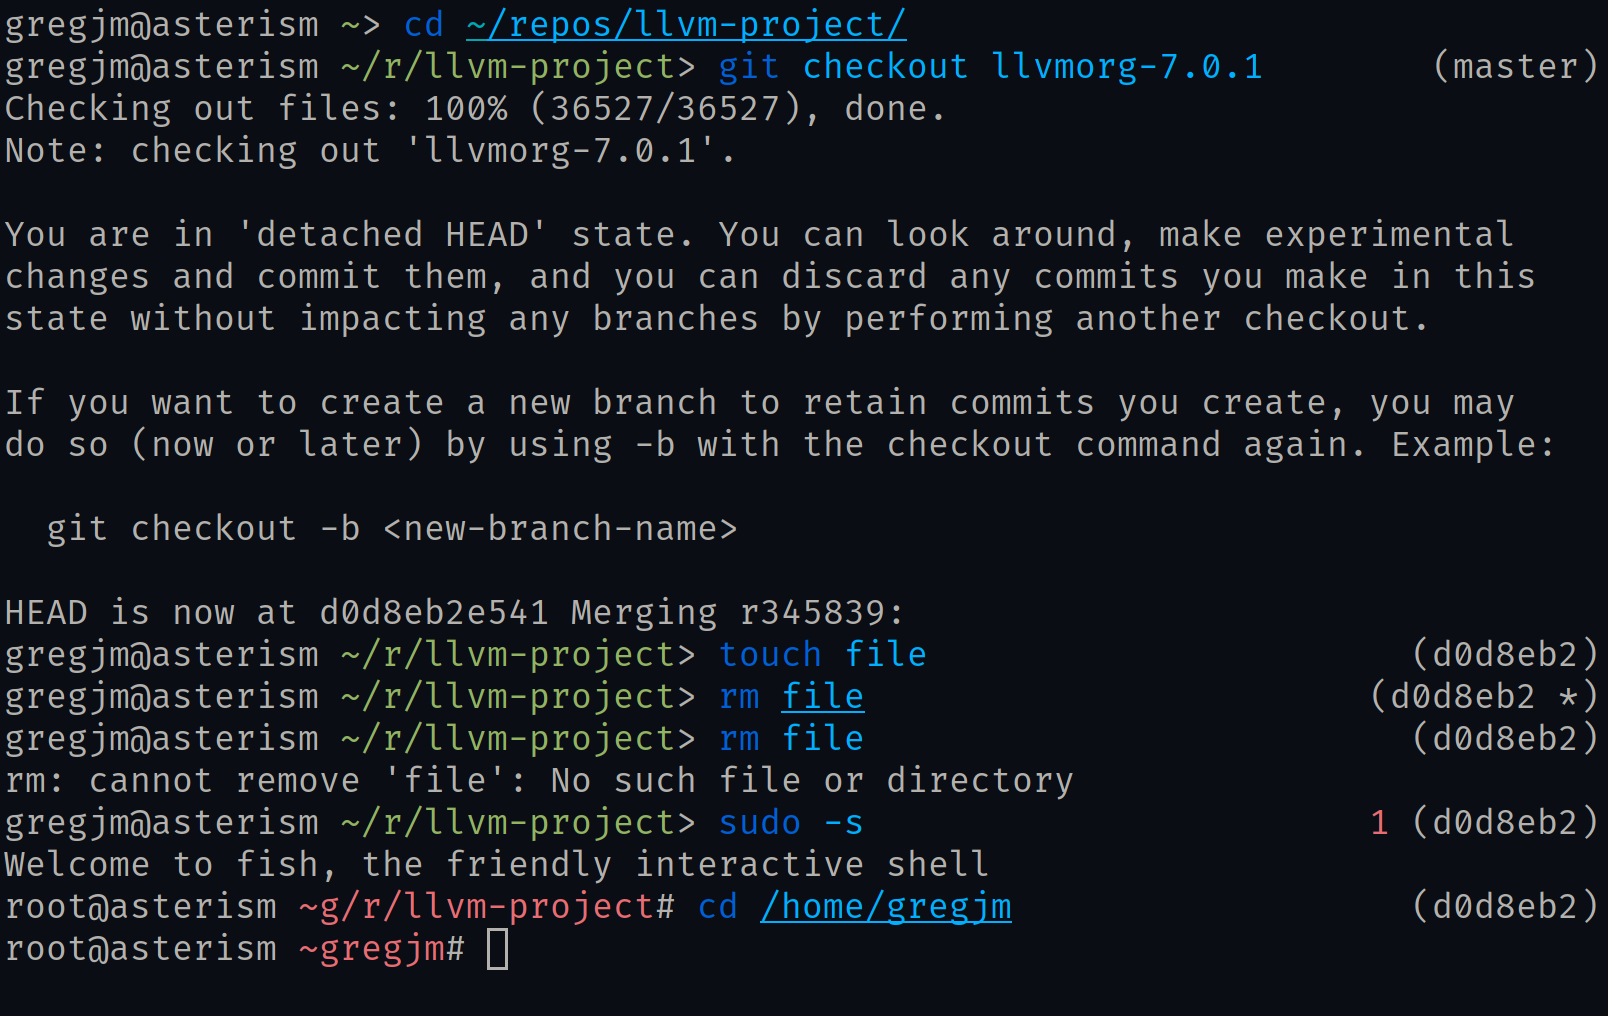 gregjm@asterism ~> cd ~/repos/llvm-project/
gregjm@asterism ~/r/llvm-project> git checkout llvmorg-7.0.1 (master)
Checking out files: 100% (36527/36527), done.
Note: checking out 'llvmorg-7.0.1'.

You are in 'detached HEAD' state. You can look around, make experimental
changes and commit them, and you can discard any commits you make in this
state without impacting any branches by performing another checkout.

If you want to create a new branch to retain commits you create, you may
do so (now or later) by using -b with the checkout command again. Example:

  git checkout -b <new-branch-name>

HEAD is now at d0d8eb2e541 Merging r345839:
gregjm@asterism ~/r/llvm-project> touch file (d0d8eb2)
gregjm@asterism ~/r/llvm-project> rm file (d0d8eb2 *)
gregjm@asterism ~/r/llvm-project> rm file (d0d8eb2)
rm: cannot remove 'file': No such file or directory
gregjm@asterism ~/r/llvm-project> sudo -s 1 (d0d8eb2)
Welcome to fish, the friendly interactive shell
root@asterism ~g/r/llvm-project# cd /home/gregjm (d0d8eb2)
root@asterism ~gregjm#